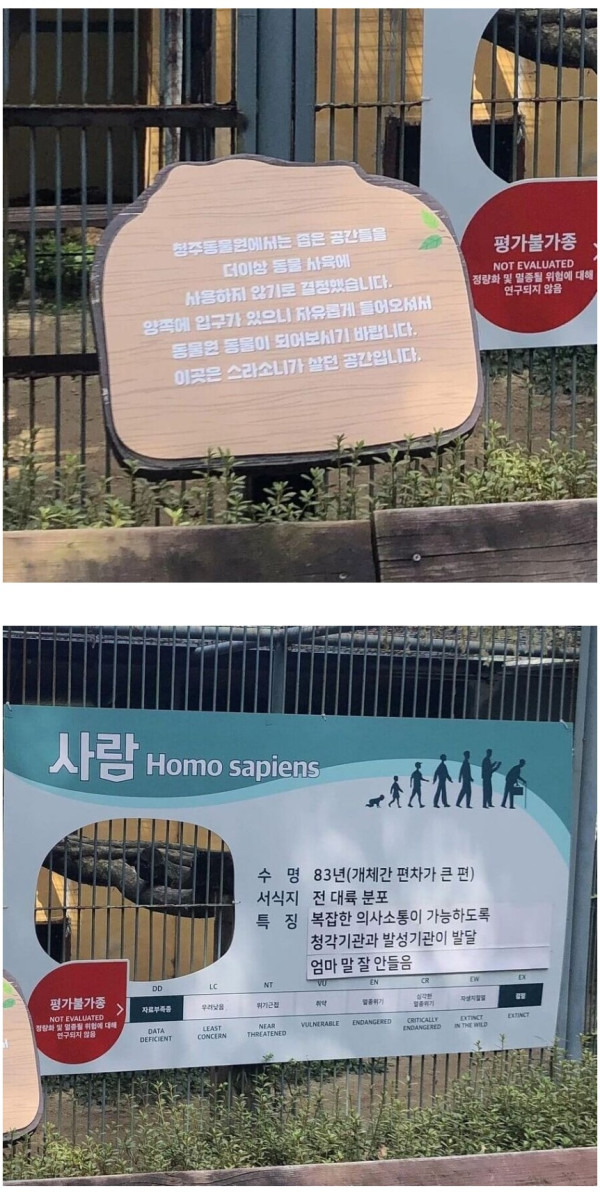 청주동물원에서는 좁은 공간들을
더이상 동물 사육에
사용하지 않기로 결정했습니다.
양쪽에 입구가 있으니 자유롭게 들어오셔서
동물원 동물이 되어보시기 바랍니다.
이곳은 스라소니가 살던 공간입니다.
평가불가종
NOT EVALUATED
정량화 및 멸종될 위험에 대해
연구되지 않음
사람 Homo sapiens
수 명 83년(개체간 편차가 큰 편)
서식지 전 대륙 분포
특 징 복잡한 의사소통이 가능하도록
청각기관과 발성기관이 발달
엄마 말 잘 안들음
평가불가종
NOT EVALUATED
정량화 및 멸종될 위험에 대해
연구되지 않음
DD LC NT VU EN CR EW EX
자료부족종 우려낮음 위기근접 취약 멸종위기 심각한 멸종위기 야생지멸종 멸종
DATA DEFICIENT LEAST CONCERN NEAR THREATENED VULNERABLE ENDANGERED CRITICALLY ENDANGERED EXTINCT IN THE WILD EXTINCT